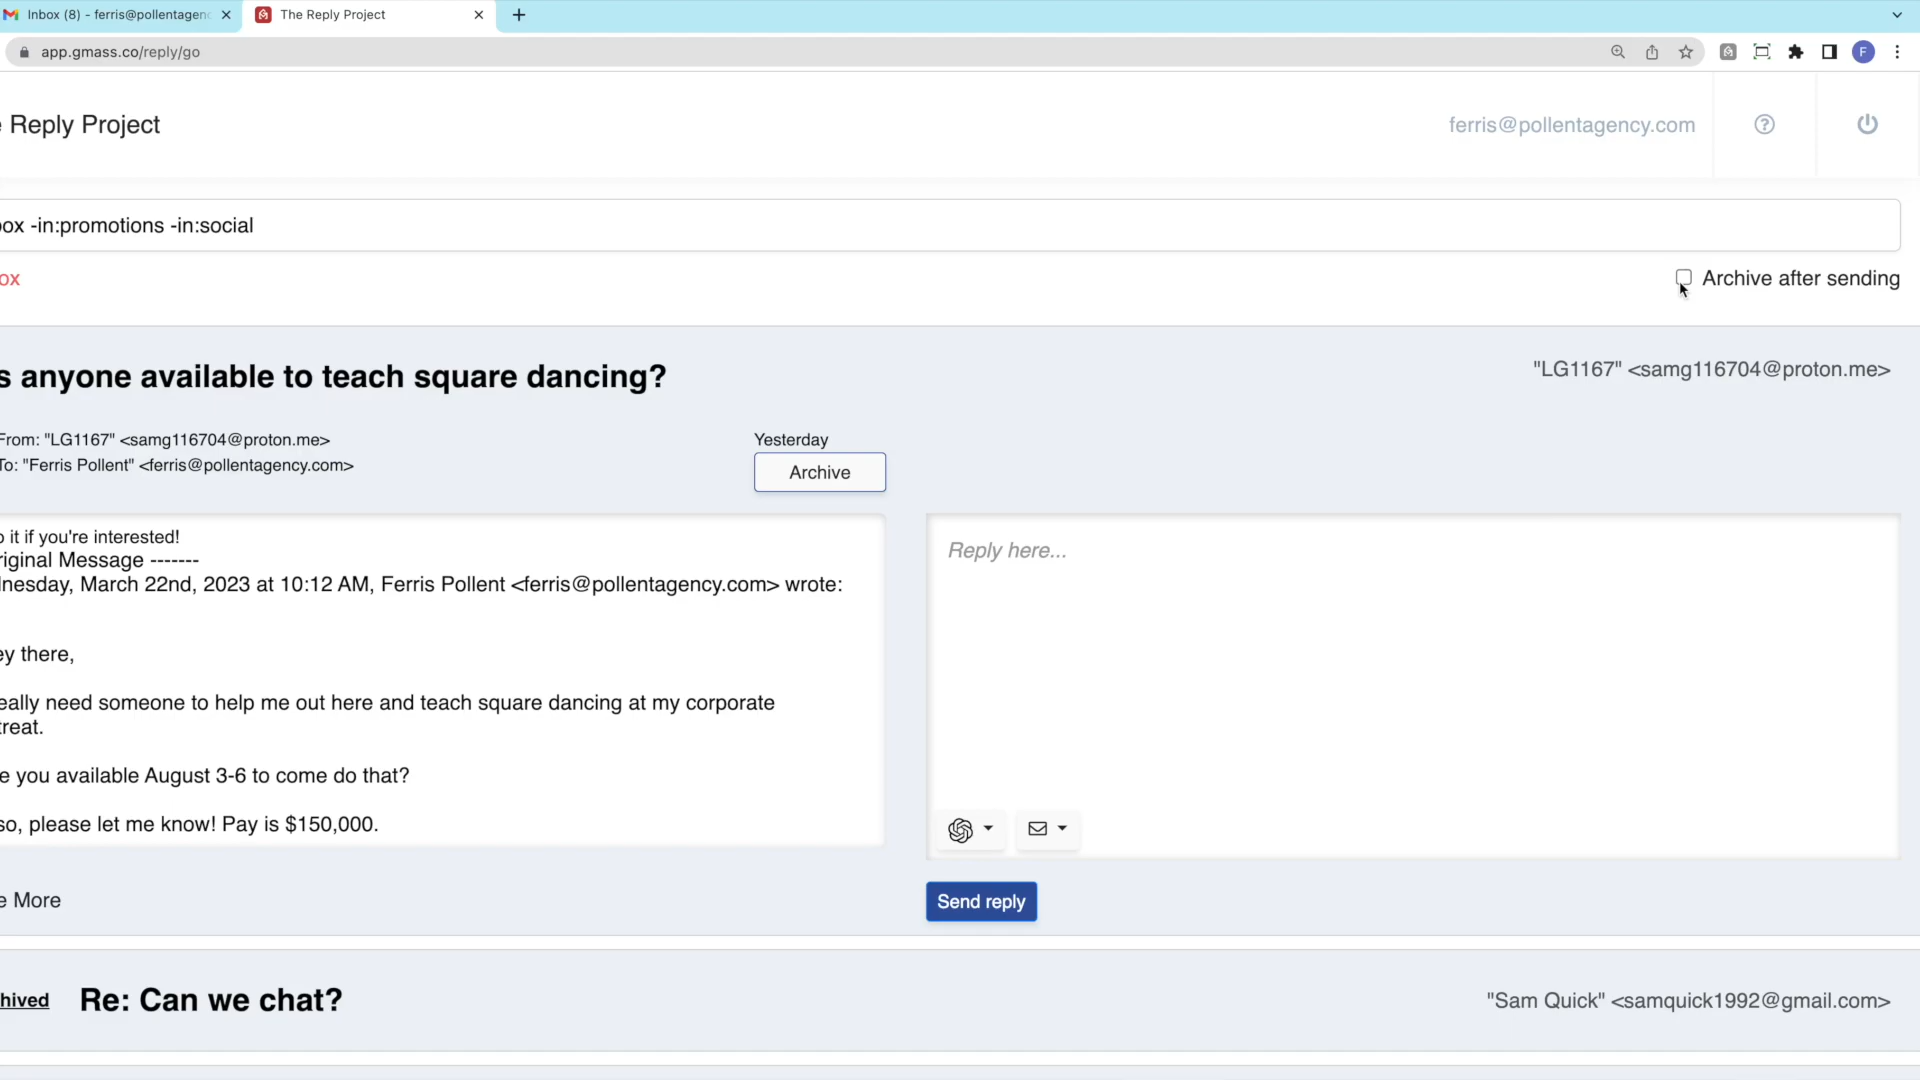 Inbox (8) - ferris@pollentagenc
The Reply Project
app.gmass.co/reply/go
F
Reply Project
ferris@pollentagency.com
ox -in:promotions -in:social
ox
Archive after sending
s anyone available to teach square dancing?
"LG1167" <samg116704@proton.me>
From: "LG1167" <samg116704@proton.me>
To: "Ferris Pollent" <ferris@pollentagency.com>
Yesterday
Archive
o it if you're interested!
riginal Message -------
dnesday, March 22nd, 2023 at 10:12 AM, Ferris Pollent <ferris@pollentagency.com> wrote:
ey there,
eally need someone to help me out here and teach square dancing at my corporate
treat.
e you available August 3-6 to come do that?
so, please let me know! Pay is $150,000.
Reply here...
e More
Send reply
hived
Re: Can we chat?
"Sam Quick" <samquick1992@gmail.com>